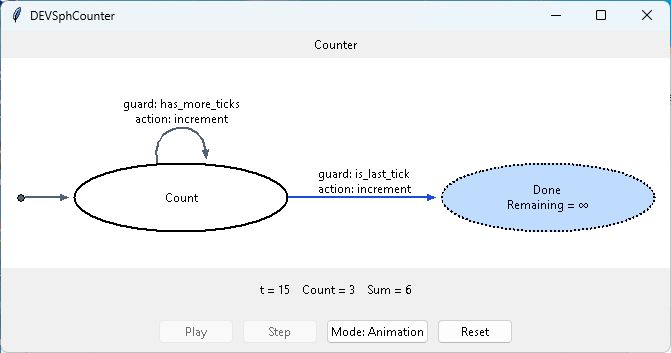 DEVSphCounter
Counter
guard: has_more_ticks
action: increment
guard: is_last_tick
action: increment
Count
Done
Remaining = ∞
t = 15 Count = 3 Sum = 6
Play Step Mode: Animation Reset